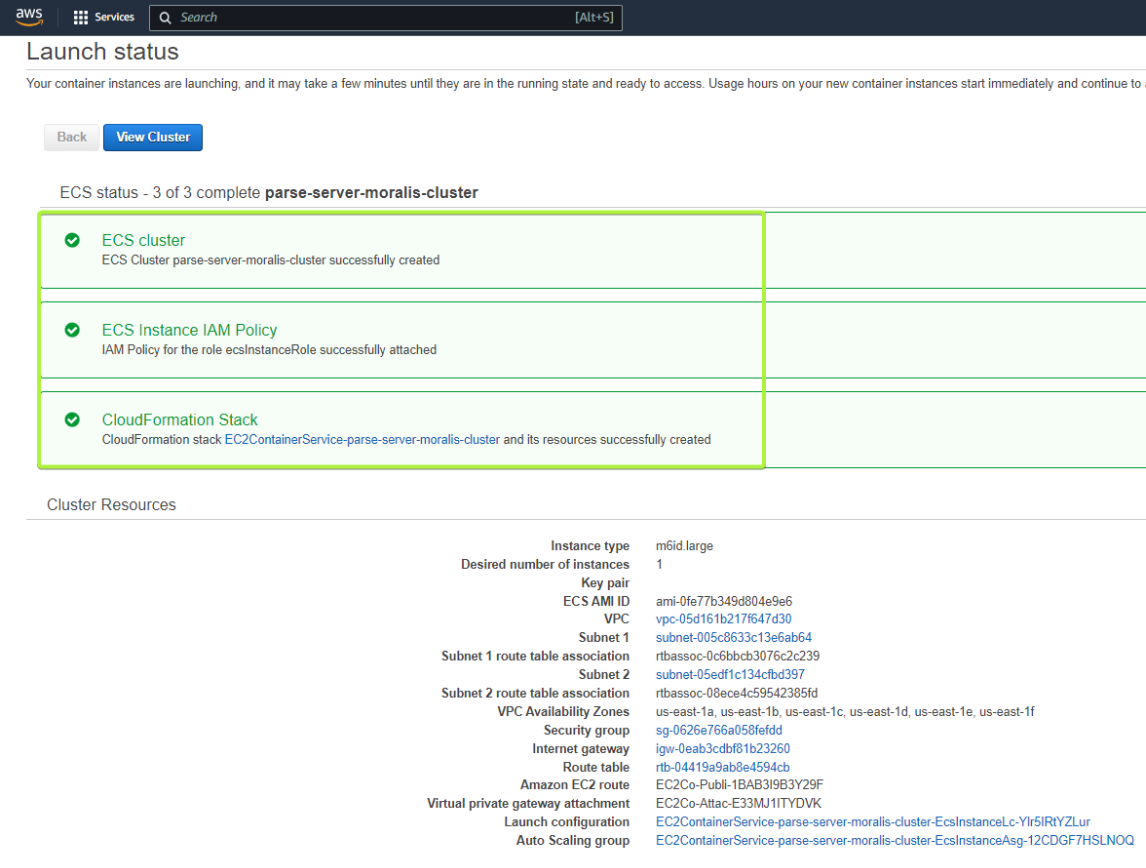 aws
Services
Search
[Alt+S]
Launch status
Your container instances are launching, and it may take a few minutes until they are in the running state and ready to access. Usage hours on your new container instances start immediately and continue to
Back
View Cluster
ECS status - 3 of 3 complete parse-server-moralis-cluster
ECS cluster
ECS Cluster parse-server-moralis-cluster successfully created
ECS Instance IAM Policy
IAM Policy for the role ecsInstanceRole successfully attached
CloudFormation Stack
CloudFormation stack EC2ContainerService-parse-server-moralis-cluster and its resources successfully created
Cluster Resources
Instance type m6id.large
Desired number of instances 1
Key pair
ECS AMI ID ami-0fe77b349d804e9e6
VPC vpc-05d161b217f647d30
Subnet 1 subnet-005c8633c13e6ab64
Subnet 1 route table association rtbassoc-0c6bbcb3076c2c239
Subnet 2 subnet-05edf1c134cfbd397
Subnet 2 route table association rtbassoc-08ece4c59542385fd
VPC Availability Zones us-east-1a, us-east-1b, us-east-1c, us-east-1d, us-east-1e, us-east-1f
Security group sg-0626e766a058fefdd
Internet gateway igw-0eab3cdbf81b23260
Route table rtb-04419a9ab8e4594cb
Amazon EC2 route EC2Co-Publi-1BAB3I9B3Y29F
Virtual private gateway attachment EC2Co-Attac-E33MJ1ITYDVK
Launch configuration EC2ContainerService-parse-server-moralis-cluster-EcsInstanceLc-YIr5IRtYZLur
Auto Scaling group EC2ContainerService-parse-server-moralis-cluster-EcsInstanceAsg-12CDGF7HSLNOQ